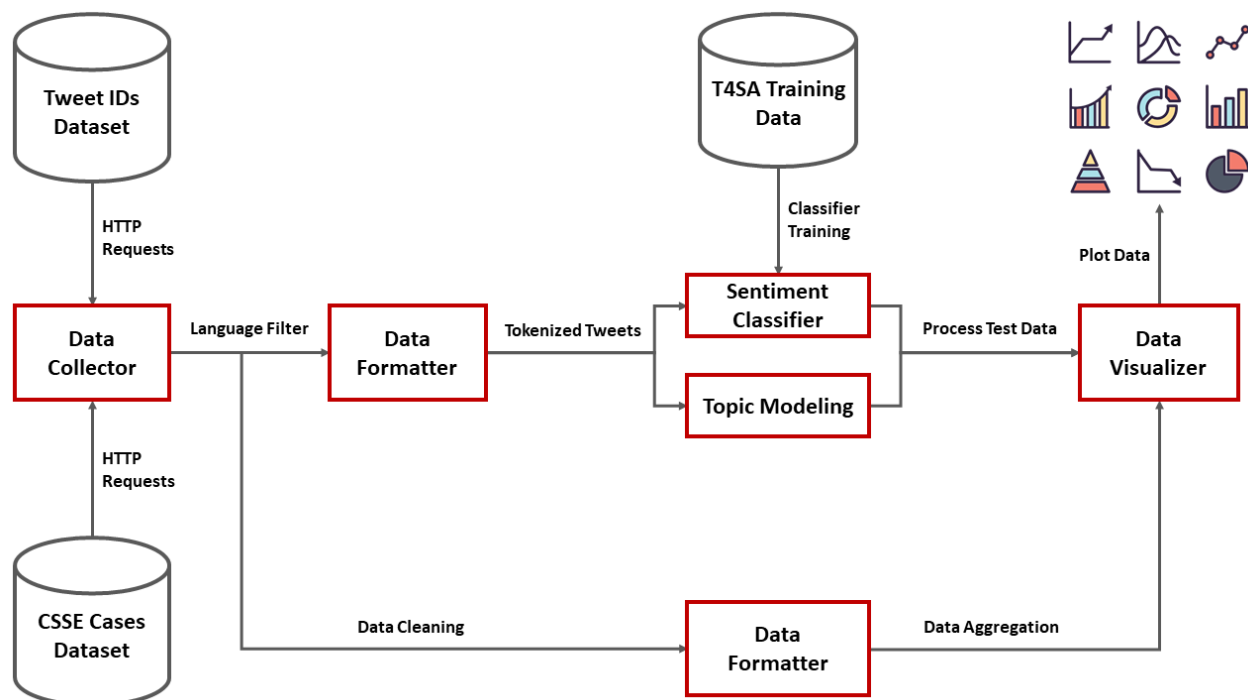 Tweet IDs
Dataset
T4SA Training
Data
HTTP
Requests
Classifier
Training
Plot Data
Data
Collector
Language Filter
Data
Formatter
Tokenized Tweets
Sentiment
Classifier
Topic Modeling
Process Test Data
Data
Visualizer
HTTP
Requests
CSSE Cases
Dataset
Data Cleaning
Data
Formatter
Data Aggregation